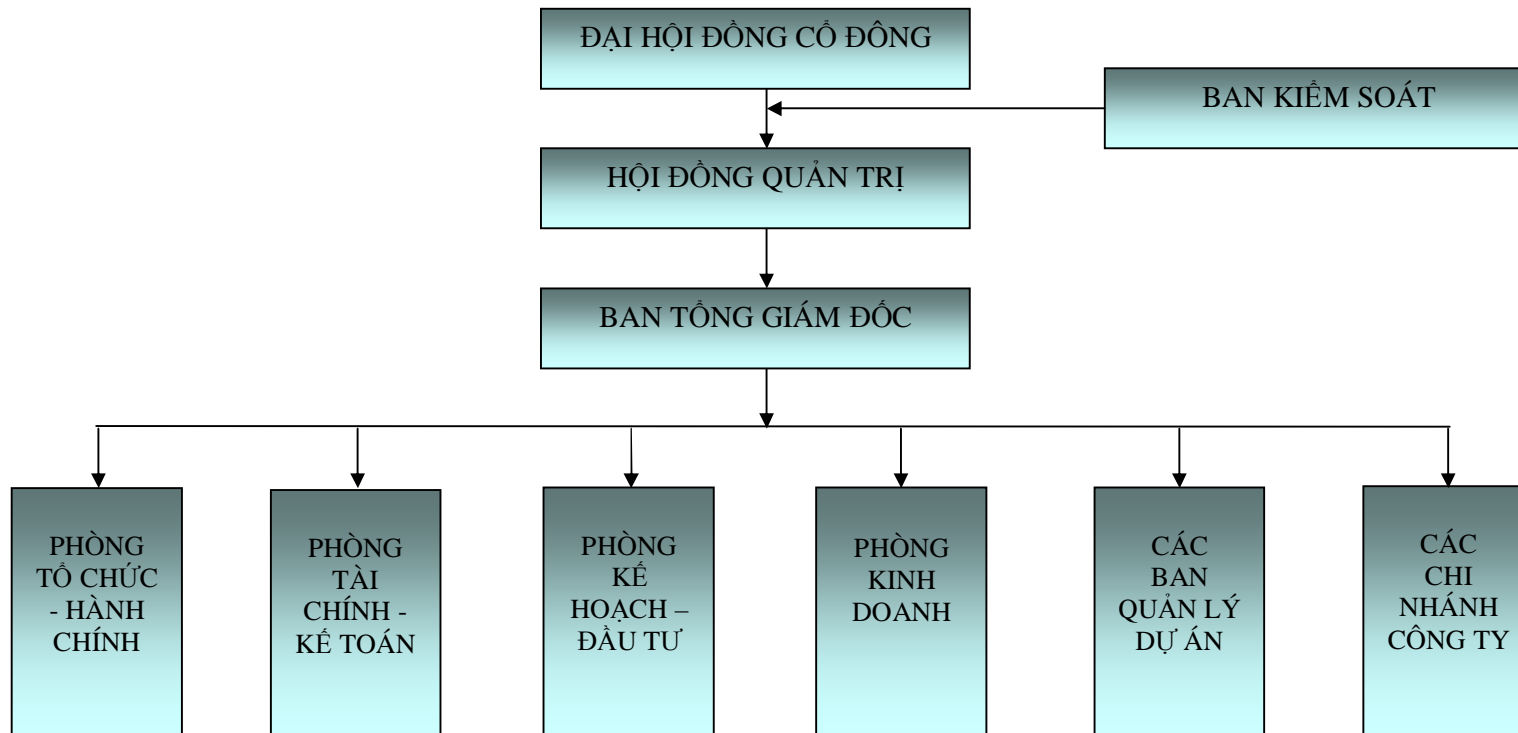 ĐẠI HỘI ĐỒNG CỔ ĐÔNG
BAN KIỂM SOÁT
HỘI ĐỒNG QUẢN TRỊ
BAN TỔNG GIÁM ĐỐC
PHÒNG
TỔ CHỨC
- HÀNH
CHÍNH
PHÒNG
TÀI
CHÍNH -
KẾ TOÁN
PHÒNG
KẾ
HOẠCH –
ĐẦU TƯ
PHÒNG
KINH
DOANH
CÁC
BAN
QUẢN LÝ
DỰ ÁN
CÁC
CHI
NHÁNH
CÔNG TY